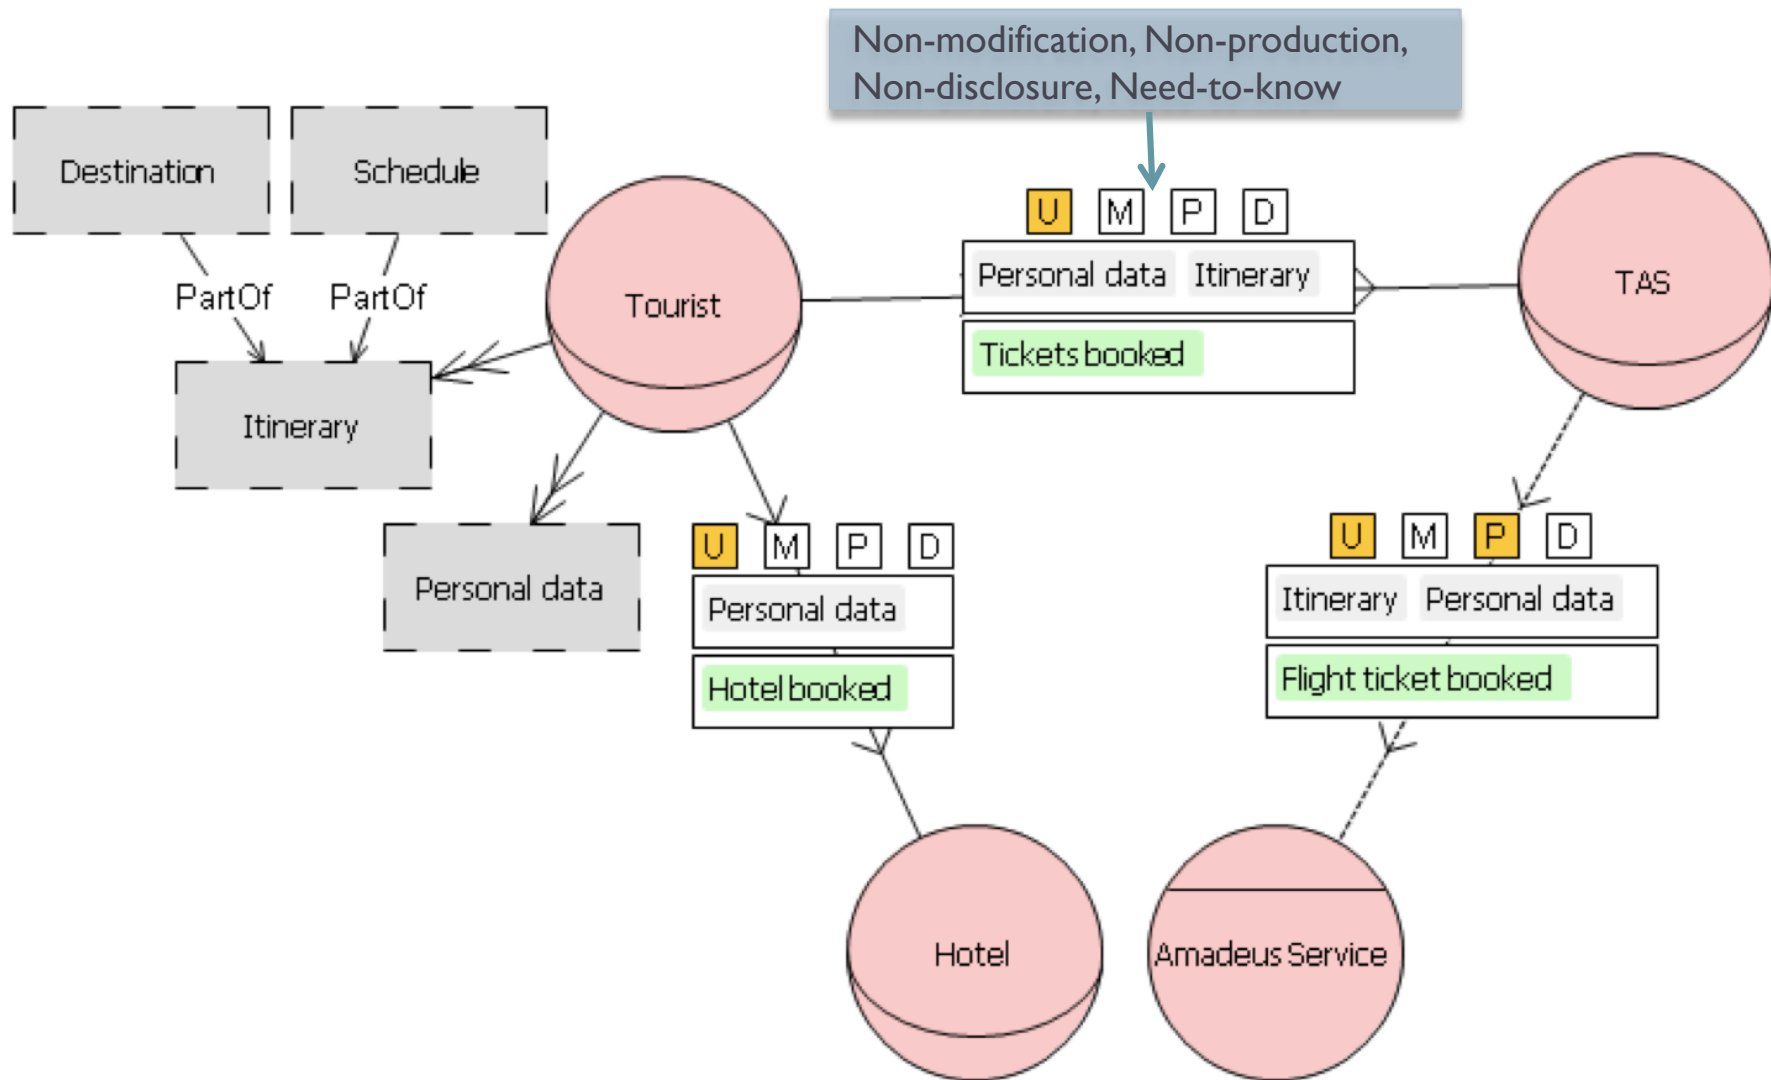 Non-modification, Non-production,
Non-disclosure, Need-to-know
Destination
Schedule
PartOf
PartOf
Itinerary
Personal data
Tourist
U M P D
Personal data Itinerary
Tickets booked
TAS
U M P D
Personal data
Hotel booked
U M P D
Itinerary Personal data
Flight ticket booked
Hotel
Amadeus Service